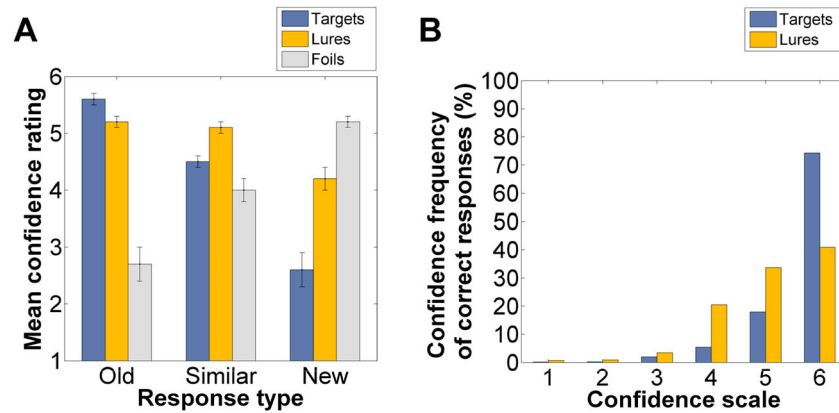 A
Targets
Lures
Foils
Mean confidence rating
6
5
4
3
2
1
Old
Similar
New
Response type
B
Targets
Lures
Confidence frequency
of correct responses (%)
100
90
80
70
60
50
40
30
20
10
0
1
2
3
4
5
6
Confidence scale